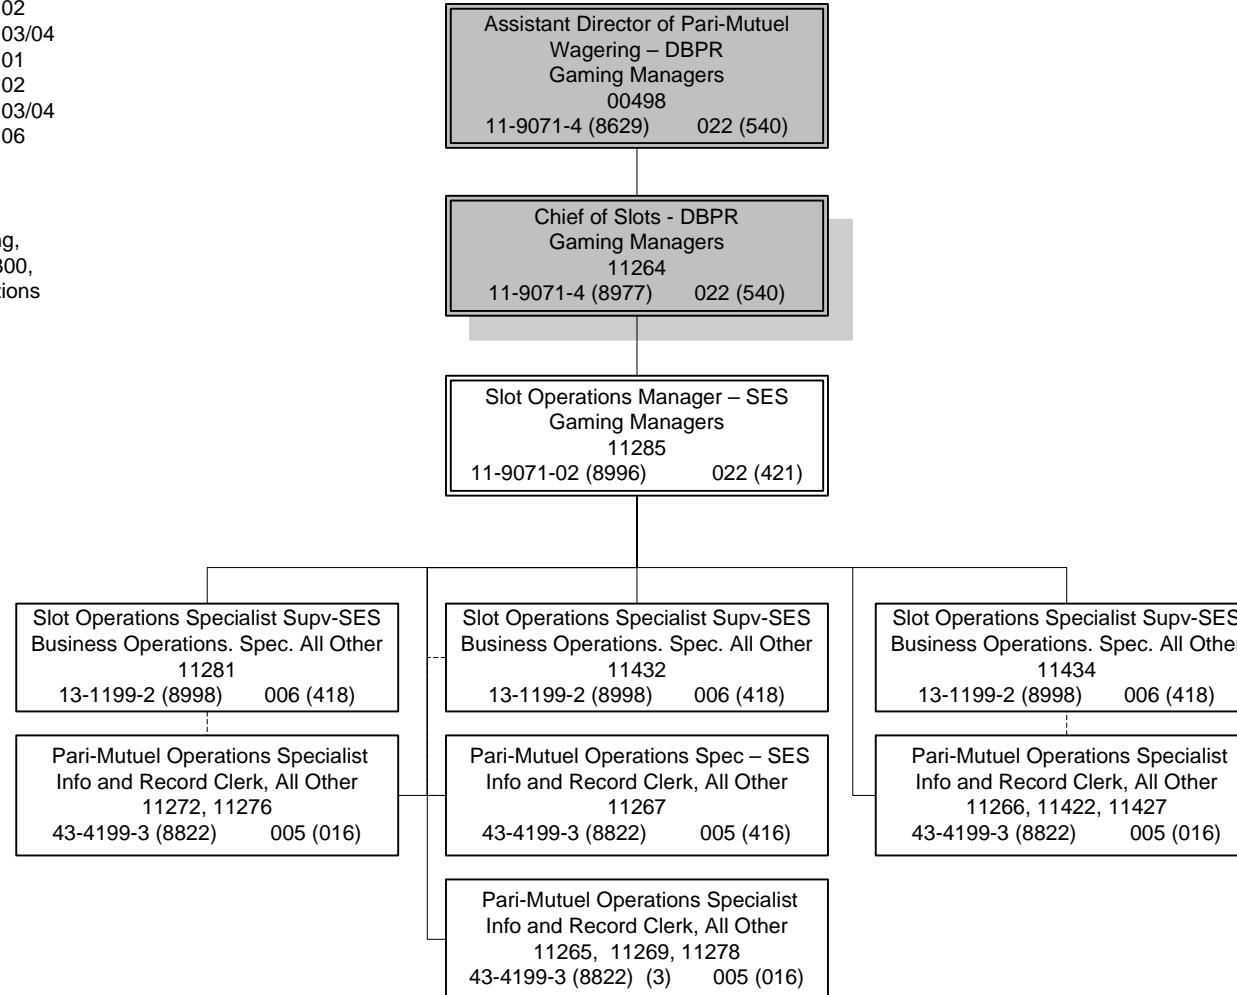 02
03/04
01
02
03/04
06
Assistant Director of Pari-Mutuel
Wagering – DBPR
Gaming Managers
00498
11-9071-4 (8629) 022 (540)
Chief of Slots - DBPR
Gaming Managers
11264
11-9071-4 (8977) 022 (540)
Slot Operations Manager – SES
Gaming Managers
11285
11-9071-02 (8996) 022 (421)
Slot Operations Specialist Supv-SES
Business Operations. Spec. All Other
11281
13-1199-2 (8998) 006 (418)
Slot Operations Specialist Supv-SES
Business Operations. Spec. All Other
11432
13-1199-2 (8998) 006 (418)
Slot Operations Specialist Supv-SES
Business Operations. Spec. All Other
11434
13-1199-2 (8998) 006 (418)
Pari-Mutuel Operations Specialist
Info and Record Clerk, All Other
11272, 11276
43-4199-3 (8822) 005 (016)
Pari-Mutuel Operations Spec – SES
Info and Record Clerk, All Other
11267
43-4199-3 (8822) 005 (416)
Pari-Mutuel Operations Specialist
Info and Record Clerk, All Other
11266, 11422, 11427
43-4199-3 (8822) 005 (016)
Pari-Mutuel Operations Specialist
Info and Record Clerk, All Other
11265, 11269, 11278
43-4199-3 (8822) (3) 005 (016)